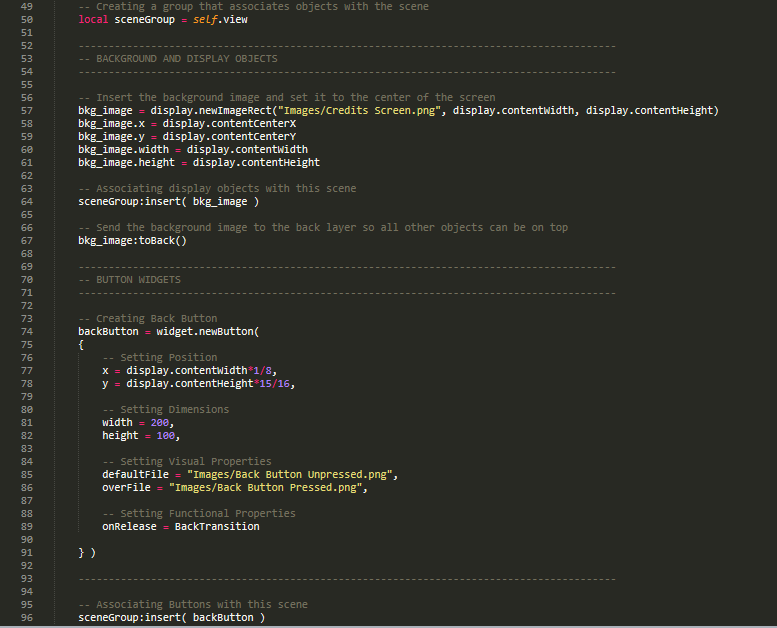 49 -- Creating a group that associates objects with the scene
50 local sceneGroup = self.view
51
52 -----------------------------------------------------------------------------------------
53 -- BACKGROUND AND DISPLAY OBJECTS
54 -----------------------------------------------------------------------------------------
55
56 -- Insert the background image and set it to the center of the screen
57 bkg_image = display.newImageRect("Images/Credits Screen.png", display.contentWidth, display.contentHeight)
58 bkg_image.x = display.contentCenterX
59 bkg_image.y = display.contentCenterY
60 bkg_image.width = display.contentWidth
61 bkg_image.height = display.contentHeight
62
63 -- Associating display objects with this scene
64 sceneGroup:insert( bkg_image )
65
66 -- Send the background image to the back layer so all other objects can be on top
67 bkg_image:toBack()
68
69 -----------------------------------------------------------------------------------------
70 -- BUTTON WIDGETS
71 -----------------------------------------------------------------------------------------
72
73 -- Creating Back Button
74 backButton = widget.newButton(
75 {
76 -- Setting Position
77 x = display.contentWidth*1/8,
78 y = display.contentHeight*15/16,
79
80 -- Setting Dimensions
81 width = 200,
82 height = 100,
83
84 -- Setting Visual Properties
85 defaultFile = "Images/Back Button Unpressed.png",
86 overFile = "Images/Back Button Pressed.png",
87
88 -- Setting Functional Properties
89 onRelease = BackTransition
90
91 } )
92
93 -----------------------------------------------------------------------------------------
94
95 -- Associating Buttons with this scene
96 sceneGroup:insert( backButton )